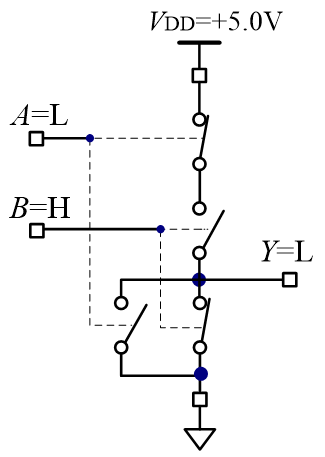 VDD=+5.0V
A=L
B=H
Y=L